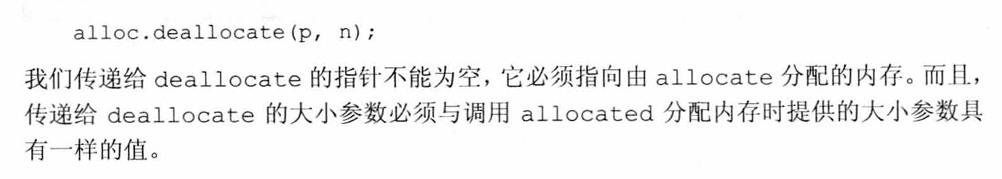 alloc.deallocate(p, n);
我们传递给 deallocate 的指针不能为空，它必须指向由 allocate 分配的内存。而且，
传递给 deallocate 的大小参数必须与调用 allocated 分配内存时提供的大小参数具
有一样的值。